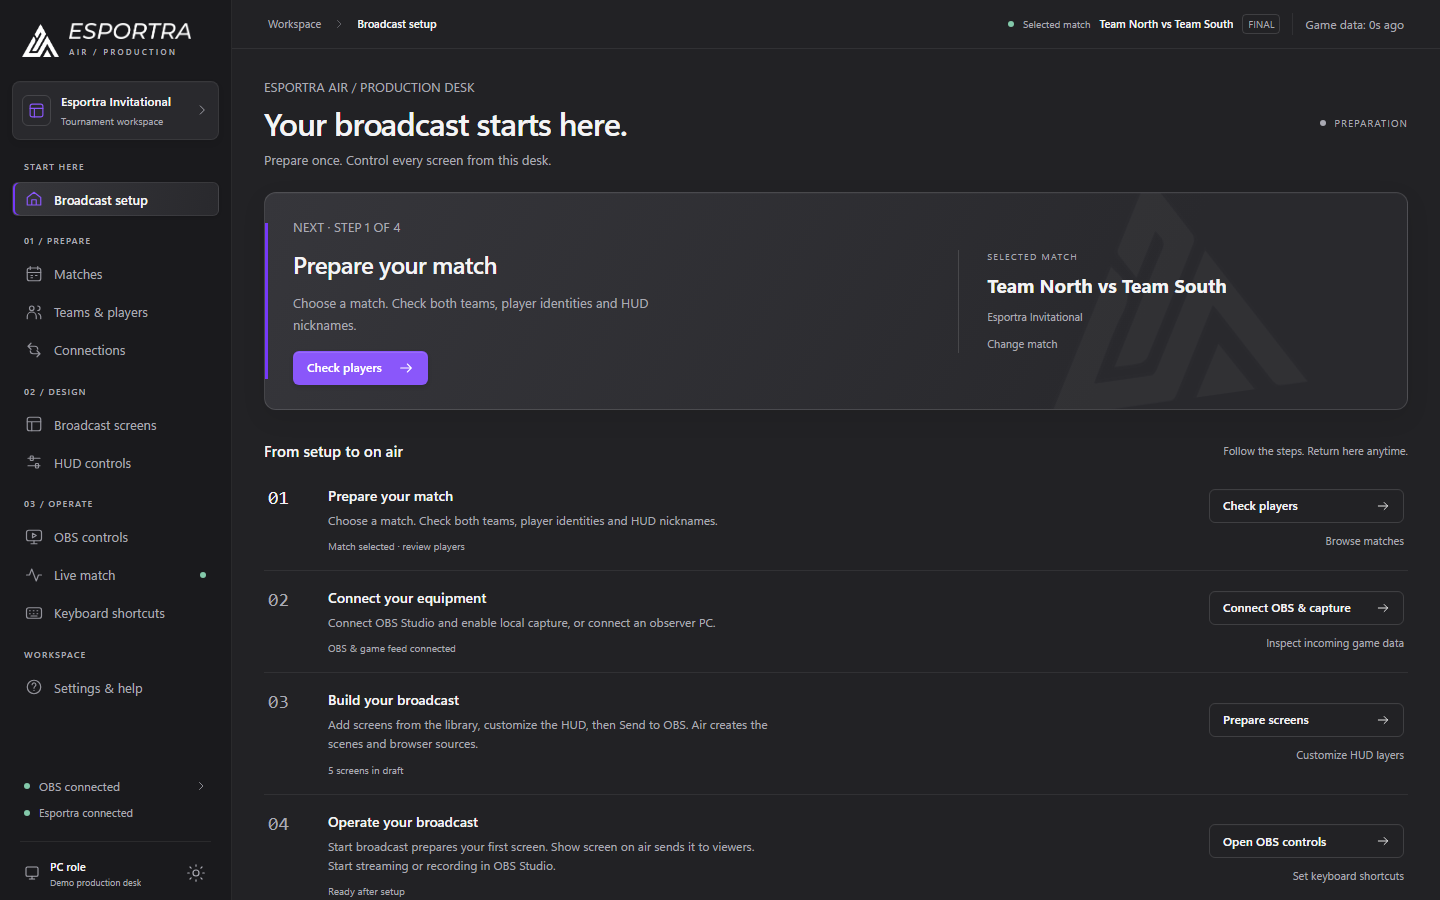 ESPORTRA
AIR / PRODUCTION
Esportra Invitational
Tournament workspace
START HERE
Broadcast setup
01 / PREPARE
Matches
Teams & players
Connections
02 / DESIGN
Broadcast screens
HUD controls
03 / OPERATE
OBS controls
Live match
Keyboard shortcuts
WORKSPACE
Settings & help
OBS connected
Esportra connected
PC role
Demo production desk
Workspace
Broadcast setup
Selected match Team North vs Team South FINAL
Game data: 0s ago
ESPORTRA AIR / PRODUCTION DESK
Your broadcast starts here.
Prepare once. Control every screen from this desk.
PREPARATION
NEXT · STEP 1 OF 4
Prepare your match
Choose a match. Check both teams, player identities and HUD
nicknames.
Check players
SELECTED MATCH
Team North vs Team South
Esportra Invitational
Change match
From setup to on air
Follow the steps. Return here anytime.
01
Prepare your match
Choose a match. Check both teams, player identities and HUD nicknames.
Match selected · review players
Check players
Browse matches
02
Connect your equipment
Connect OBS Studio and enable local capture, or connect an observer PC.
OBS & game feed connected
Connect OBS & capture
Inspect incoming game data
03
Build your broadcast
Add screens from the library, customize the HUD, then Send to OBS. Air creates the
scenes and browser sources.
5 screens in draft
Prepare screens
Customize HUD layers
04
Operate your broadcast
Start broadcast prepares your first screen. Show screen on air sends it to viewers.
Start streaming or recording in OBS Studio.
Ready after setup
Open OBS controls
Set keyboard shortcuts